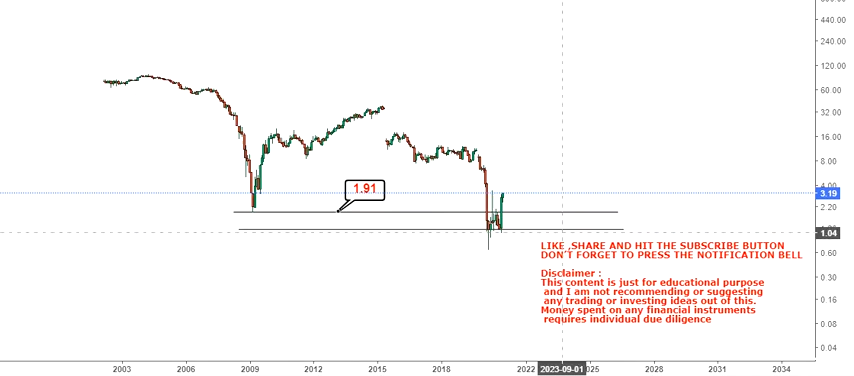 440.00
240.00
120.00
60.00
32.00
16.00
8.00
4.00
3.19
1.91
2.20
1.04
LIKE ,SHARE AND HIT THE SUBSCRIBE BUTTON
DON'T FORGET TO PRESS THE NOTIFICATION BELL
0.60
Disclaimer :
0.30
This content is just for educational purpose
and I am not recommending or suggesting
any trading or investing ideas out of this.
0.16
Money spent on any financial instruments
requires individual due diligence
0.08
0.04
2003 2006 2009 2012 2015 2018 2022 2023-09-01 2028 2031 2034